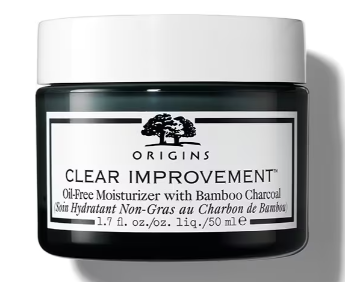 ORIGINS
CLEAR IMPROVEMENT™
Oil-Free Moisturizer with Bamboo Charcoal
(Soin Hydratant Non-Gras au Charbon de Bambou)
1.7 fl. oz./oz. liq./50 ml ℮